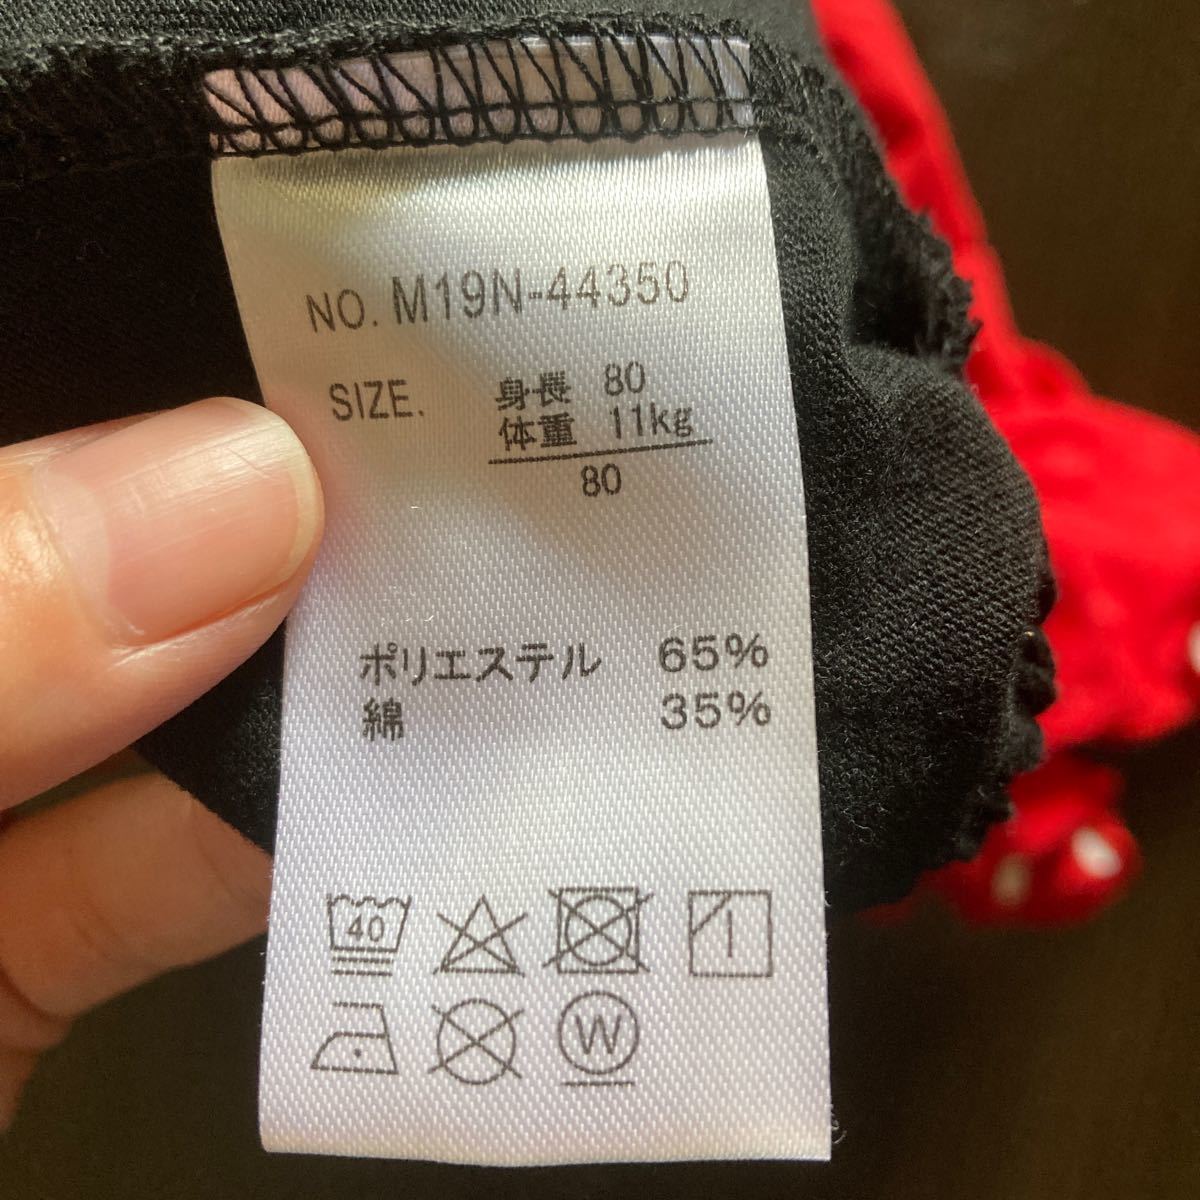 NO. M19N-44350
SIZE. 身長 80
体重 11kg
80
ポリエステル 65%
綿 35%
40
W